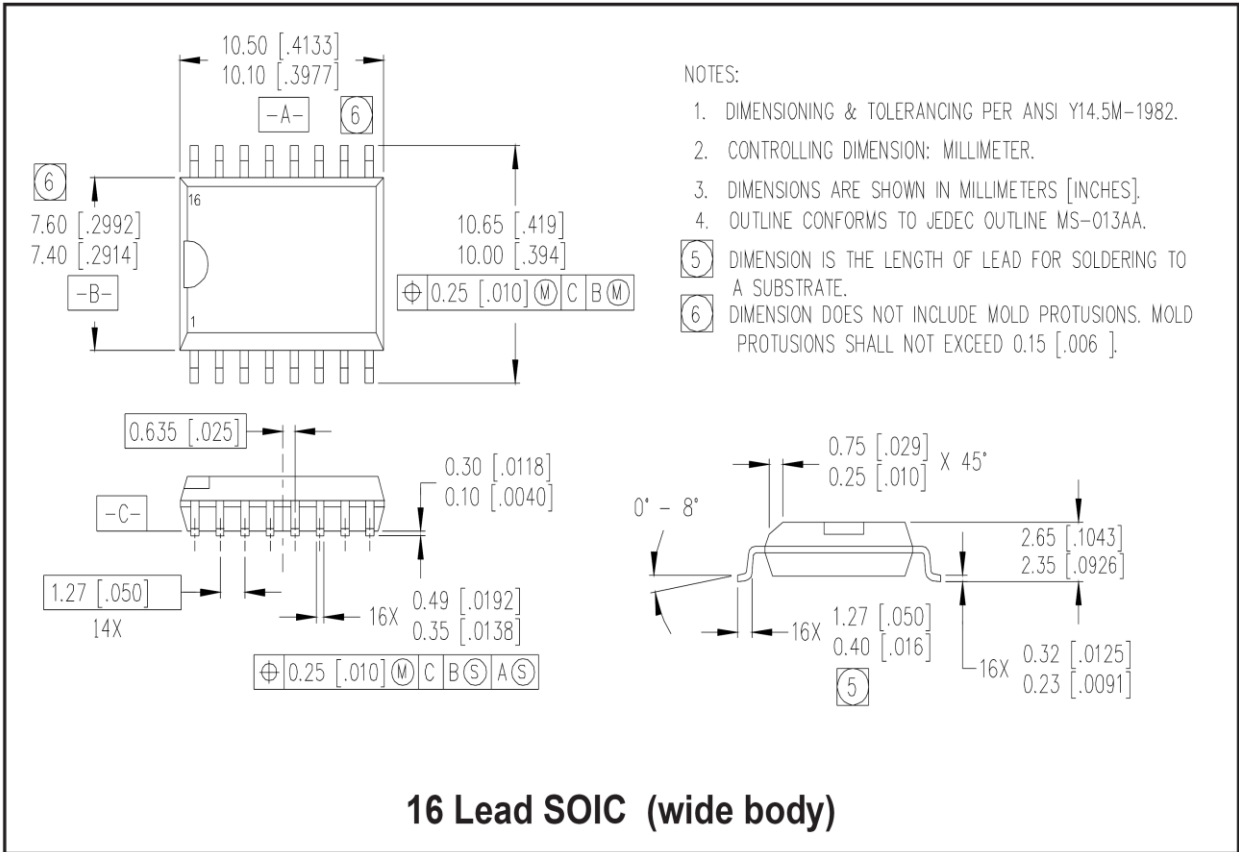 10.50 [.4133]
10.10 [.3977]
-A-
6
6
16
7.60 [.2992]
7.40 [.2914]
-B-
1
10.65 [.419]
10.00 [.394]
⌖ 0.25 [.010] Ⓜ C B Ⓜ
NOTES:
1. DIMENSIONING & TOLERANCING PER ANSI Y14.5M-1982.
2. CONTROLLING DIMENSION: MILLIMETER.
3. DIMENSIONS ARE SHOWN IN MILLIMETERS [INCHES].
4. OUTLINE CONFORMS TO JEDEC OUTLINE MS-013AA.
5 DIMENSION IS THE LENGTH OF LEAD FOR SOLDERING TO
A SUBSTRATE.
6 DIMENSION DOES NOT INCLUDE MOLD PROTUSIONS. MOLD
PROTUSIONS SHALL NOT EXCEED 0.15 [.006 ].
0.635 [.025]
0.30 [.0118]
0.10 [.0040]
-C-
1.27 [.050]
14X
16X 0.49 [.0192]
0.35 [.0138]
⌖ 0.25 [.010] Ⓜ C B Ⓢ A Ⓢ
0.75 [.029]
0.25 [.010] X 45°
0° - 8°
2.65 [.1043]
2.35 [.0926]
16X 1.27 [.050]
0.40 [.016]
5
16X 0.32 [.0125]
0.23 [.0091]
16 Lead SOIC (wide body)